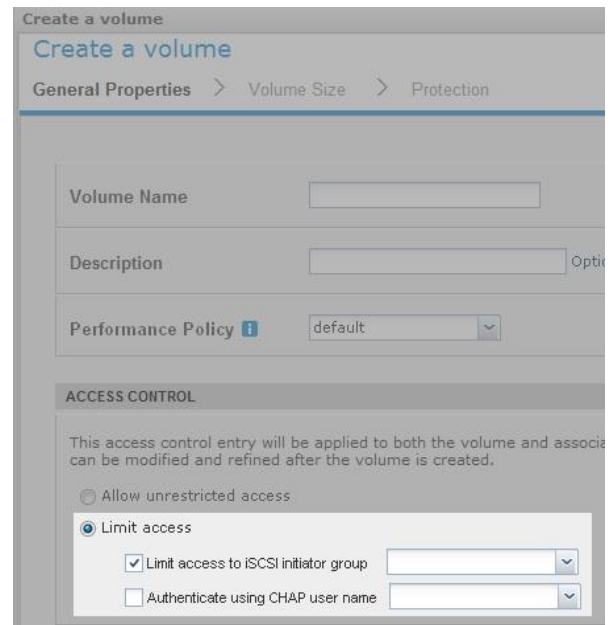 Create a volume
Create a volume
General Properties > Volume Size > Protection
Volume Name
Description Optio
Performance Policy i default
ACCESS CONTROL
This access control entry will be applied to both the volume and associa
can be modified and refined after the volume is created.
Allow unrestricted access
Limit access
Limit access to iSCSI initiator group
Authenticate using CHAP user name